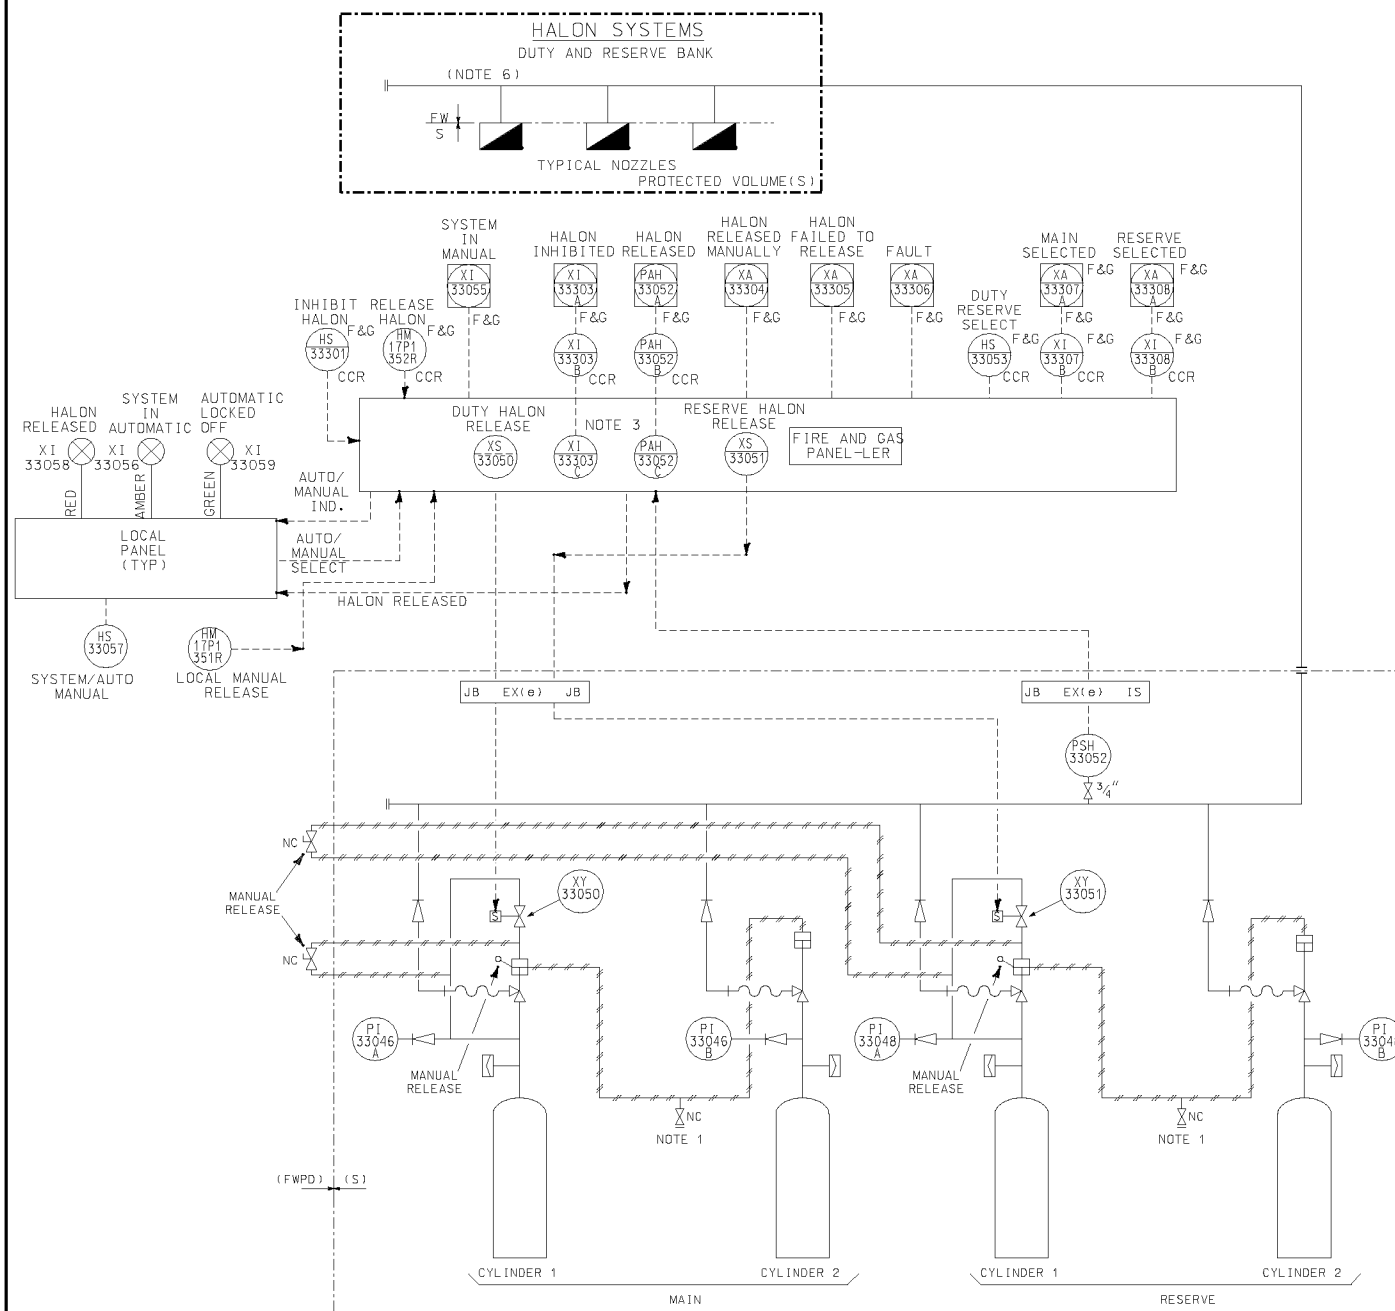 HALON SYSTEMS
DUTY AND RESERVE BANK
(NOTE 6)
FW
S
TYPICAL NOZZLES
PROTECTED VOLUME(S)
SYSTEM
IN
MANUAL
XI
33055
F&G
HALON
INHIBITED
XI
33303
A
F&G
XI
33303
B
CCR
HALON
RELEASED
PAH
33052
A
F&G
PAH
33052
B
CCR
HALON
RELEASED
MANUALLY
XA
33304
F&G
HALON
FAILED TO
RELEASE
XA
33305
F&G
FAULT
XA
33306
F&G
DUTY
RESERVE
SELECT
HS
33053
F&G
CCR
MAIN
SELECTED
XA
33307
A
F&G
F&G
XI
33307
B
CCR
RESERVE
SELECTED
XA
33308
A
F&G
F&G
XI
33308
B
CCR
INHIBIT
HALON
F&G
HS
33301
CCR
RELEASE
HALON
F&G
HM
17P1
352R
CCR
HALON
RELEASED
XI
33058
RED
SYSTEM
IN
AUTOMATIC
XI
33056
AMBER
AUTOMATIC
LOCKED
OFF
XI
33059
GREEN
DUTY HALON
RELEASE
XS
33050
NOTE 3
XI
33303
C
PAH
33052
C
RESERVE HALON
RELEASE
XS
33051
FIRE AND GAS
PANEL-LER
AUTO/
MANUAL
IND.
LOCAL
PANEL
(TYP)
AUTO/
MANUAL
SELECT
HALON RELEASED
HS
33057
SYSTEM/AUTO
MANUAL
HM
17P1
351R
LOCAL MANUAL
RELEASE
JB EX(e) JB
JB EX(e) IS
PSH
33052
3/4"
NC
MANUAL
RELEASE
NC
XY
33050
S
XY
33051
S
PI
33046
A
PI
33046
B
PI
33048
A
PI
3304
B
MANUAL
RELEASE
MANUAL
RELEASE
NC
NOTE 1
NC
NOTE 1
(FWPD) (S)
CYLINDER 1
CYLINDER 2
CYLINDER 1
CYLINDER 2
MAIN
RESERVE